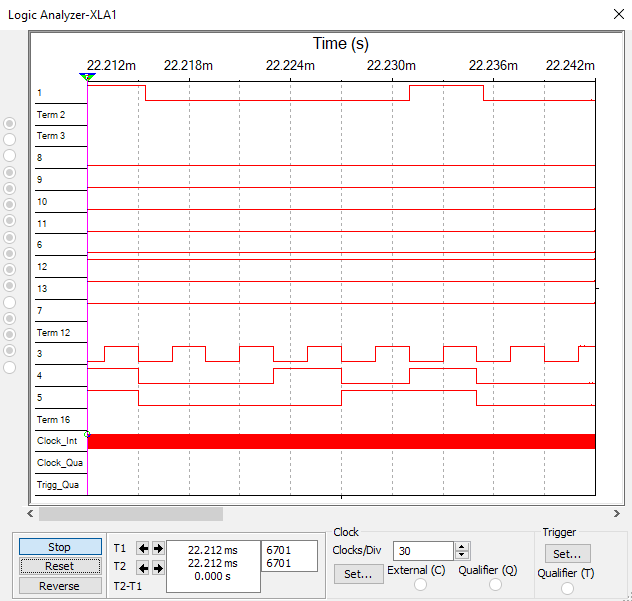 Logic Analyzer-XLA1
Time (s)
22.212m 22.218m 22.224m 22.230m 22.236m 22.242m
1
Term 2
Term 3
8
9
10
11
6
12
13
7
Term 12
3
4
5
Term 16
Clock_Int
Clock_Qua
Trigg_Qua
Stop
Reset
Reverse
T1
T2
T2-T1
22.212 ms
22.212 ms
0.000 s
6701
6701
Clock
Clocks/Div 30
Set... External (C) Qualifier (Q)
Trigger
Set...
Qualifier (T)